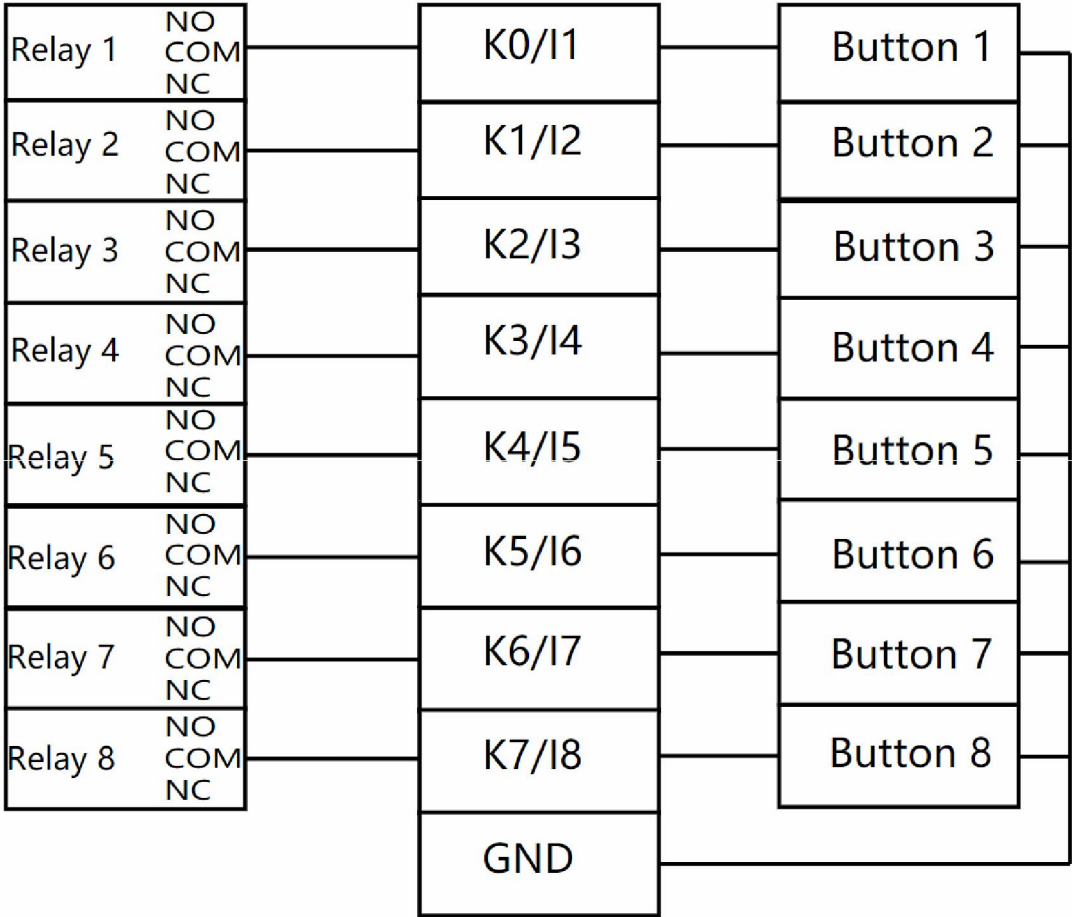 Relay 1
NO
COM
NC
K0/I1
Button 1
Relay 2
NO
COM
NC
K1/I2
Button 2
Relay 3
NO
COM
NC
K2/I3
Button 3
Relay 4
NO
COM
NC
K3/I4
Button 4
Relay 5
NO
COM
NC
K4/I5
Button 5
Relay 6
NO
COM
NC
K5/I6
Button 6
Relay 7
NO
COM
NC
K6/I7
Button 7
Relay 8
NO
COM
NC
K7/I8
Button 8
GND